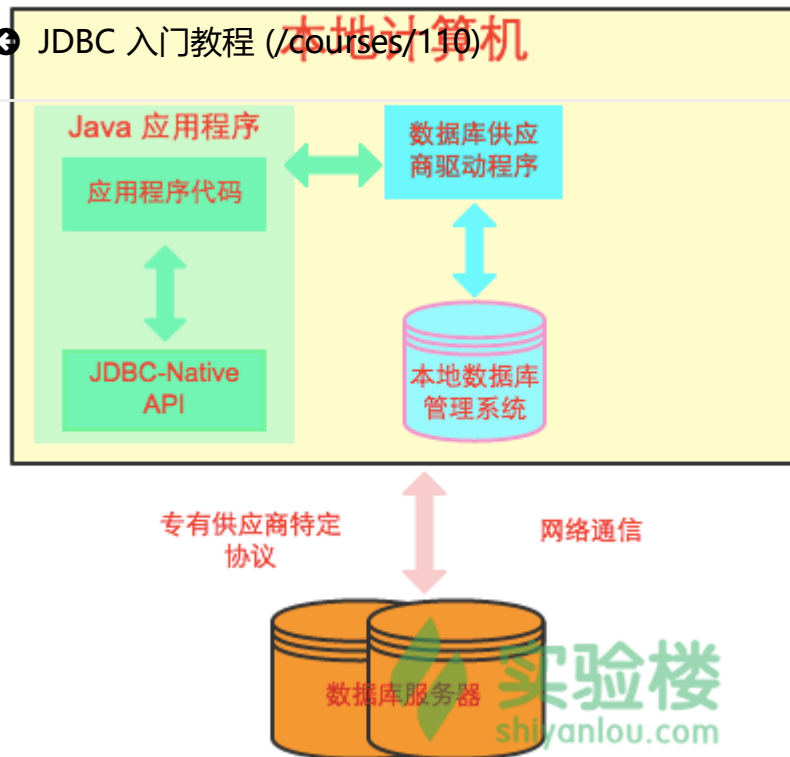 JDBC 入门教程 (/courses/110)
本地计算机
Java 应用程序
应用程序代码
JDBC-Native
API
数据库供应
商驱动程序
本地数据库
管理系统
专有供应商特定
协议
网络通信
数据库服务器
实验楼
shiyanlou.com